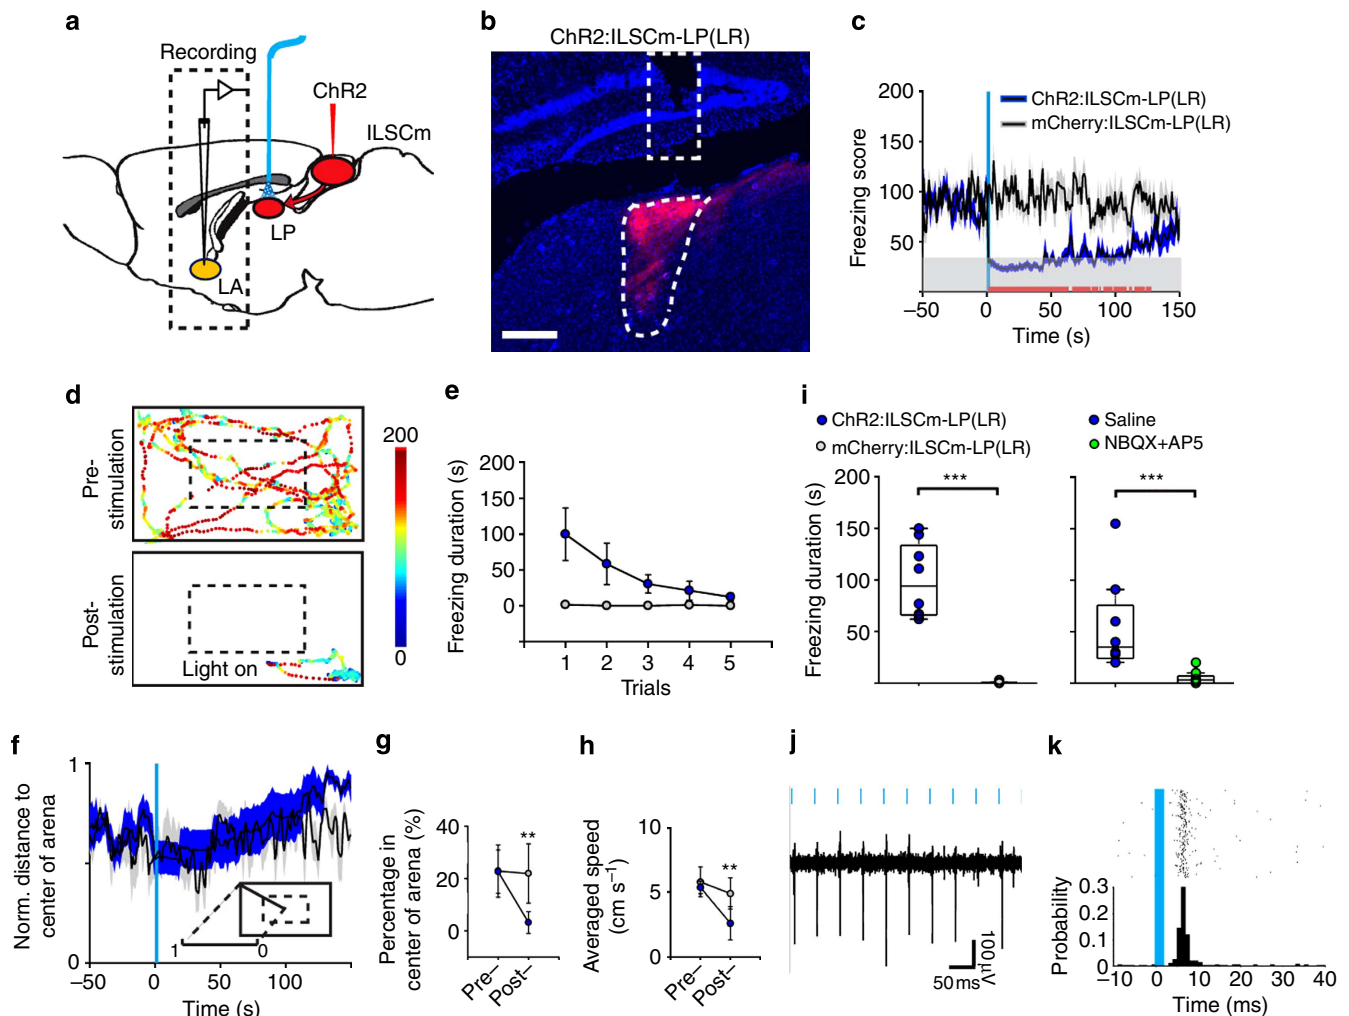 a
Recording
ChR2
ILSCm
LP
LA
b
ChR2:ILSCm-LP(LR)
c
200
150
100
50
Freezing score
ChR2:ILSCm-LP(LR)
mCherry:ILSCm-LP(LR)
–50
0
50
100
150
Time (s)
d
Pre-
stimulation
Post-
stimulation
Light on
200
0
e
Freezing duration (s)
200
150
100
50
0
1
2
3
4
5
Trials
i
ChR2:ILSCm-LP(LR)
mCherry:ILSCm-LP(LR)
Saline
NBQX+AP5
Freezing duration (s)
200
150
100
50
***
***
f
Norm. distance to
center of arena
1
0
1
0
–50
0
50
100
Time (s)
g
Percentage in
center of arena (%)
40
20
0
**
Pre–
Post–
h
Averaged speed
(cm s⁻¹)
10
5
0
**
Pre–
Post–
j
100 µV
50 ms
k
Probability
0.3
0.2
0.1
0
–10
0
10
20
30
40
Time (ms)